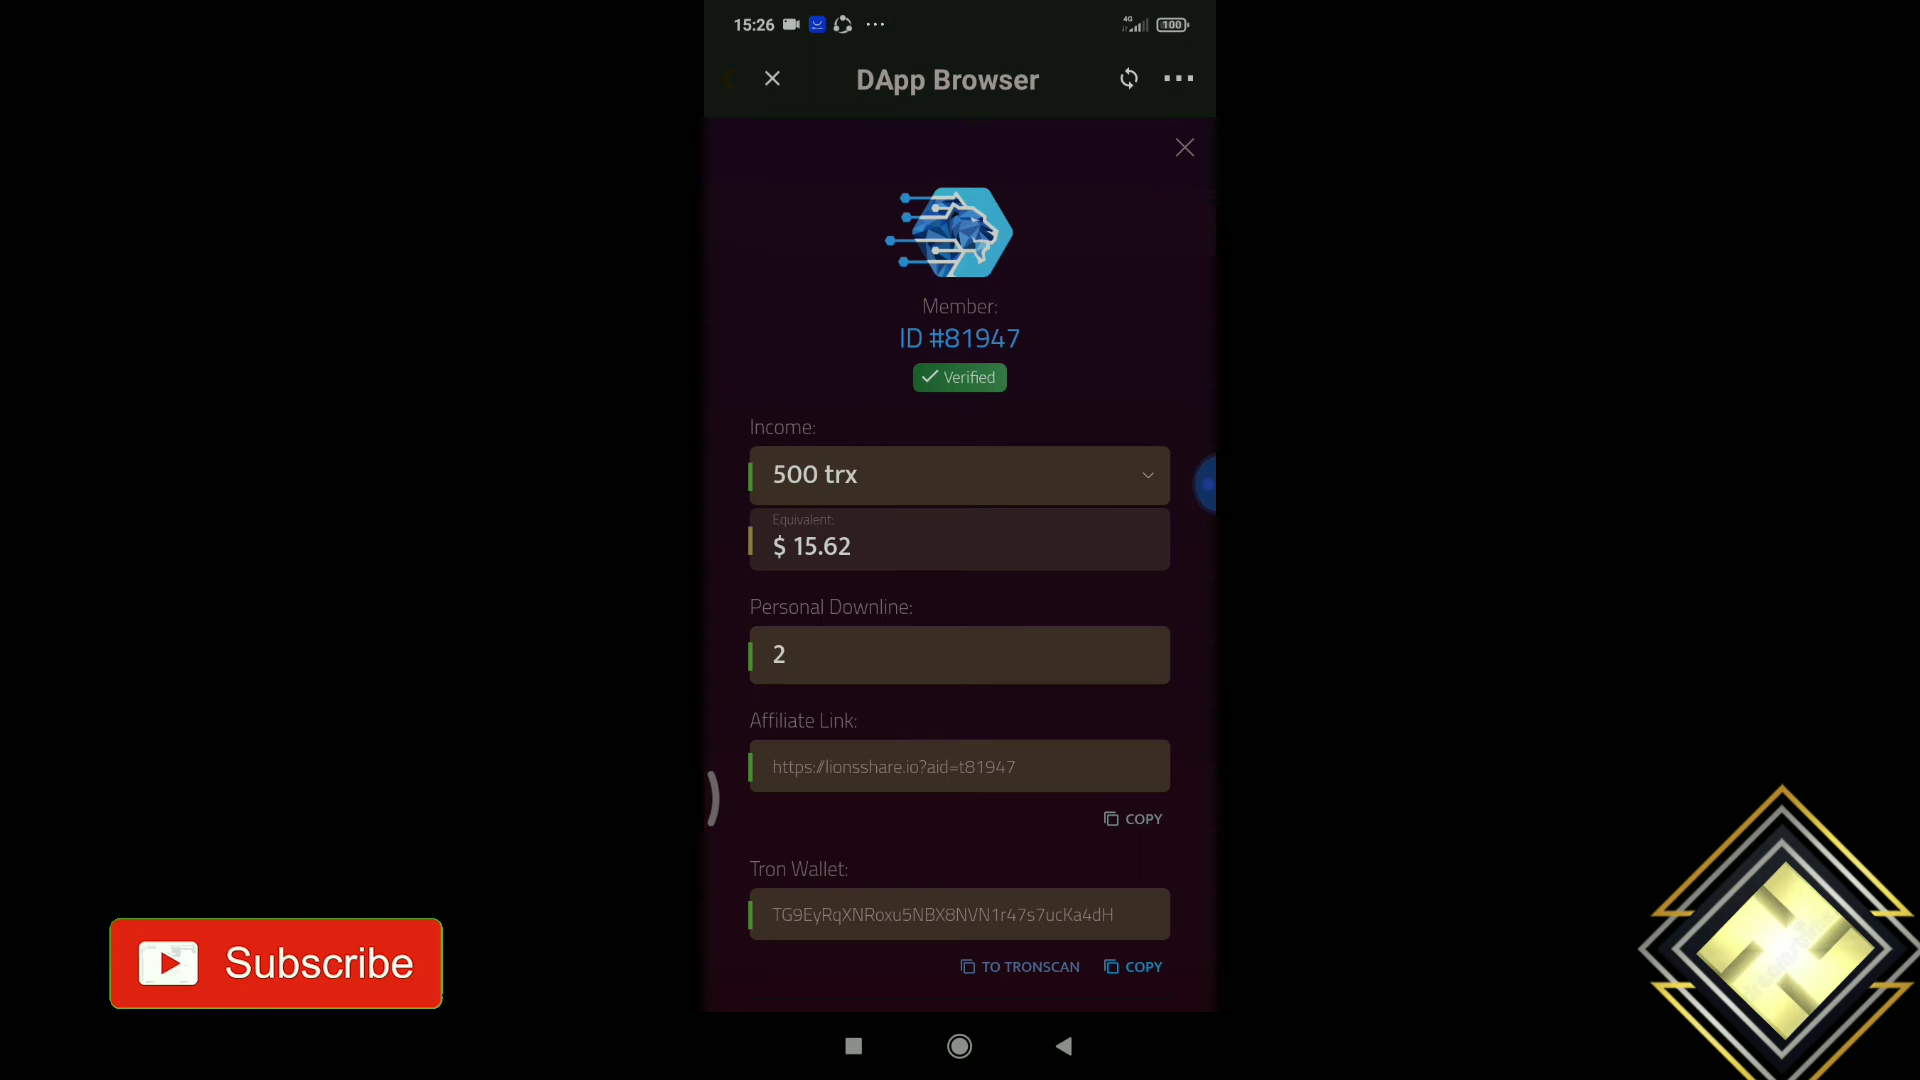 15:26
4G
100
DApp Browser
Member:
ID #81947
Verified
Income:
500 trx
Equivalent:
$ 15.62
Personal Downline:
2
Affiliate Link:
https://lionsshare.io?aid=t81947
COPY
Tron Wallet:
TG9EyRqXNRoxu5NBX8NVN1r47s7ucKa4dH
TO TRONSCAN
COPY
Subscribe